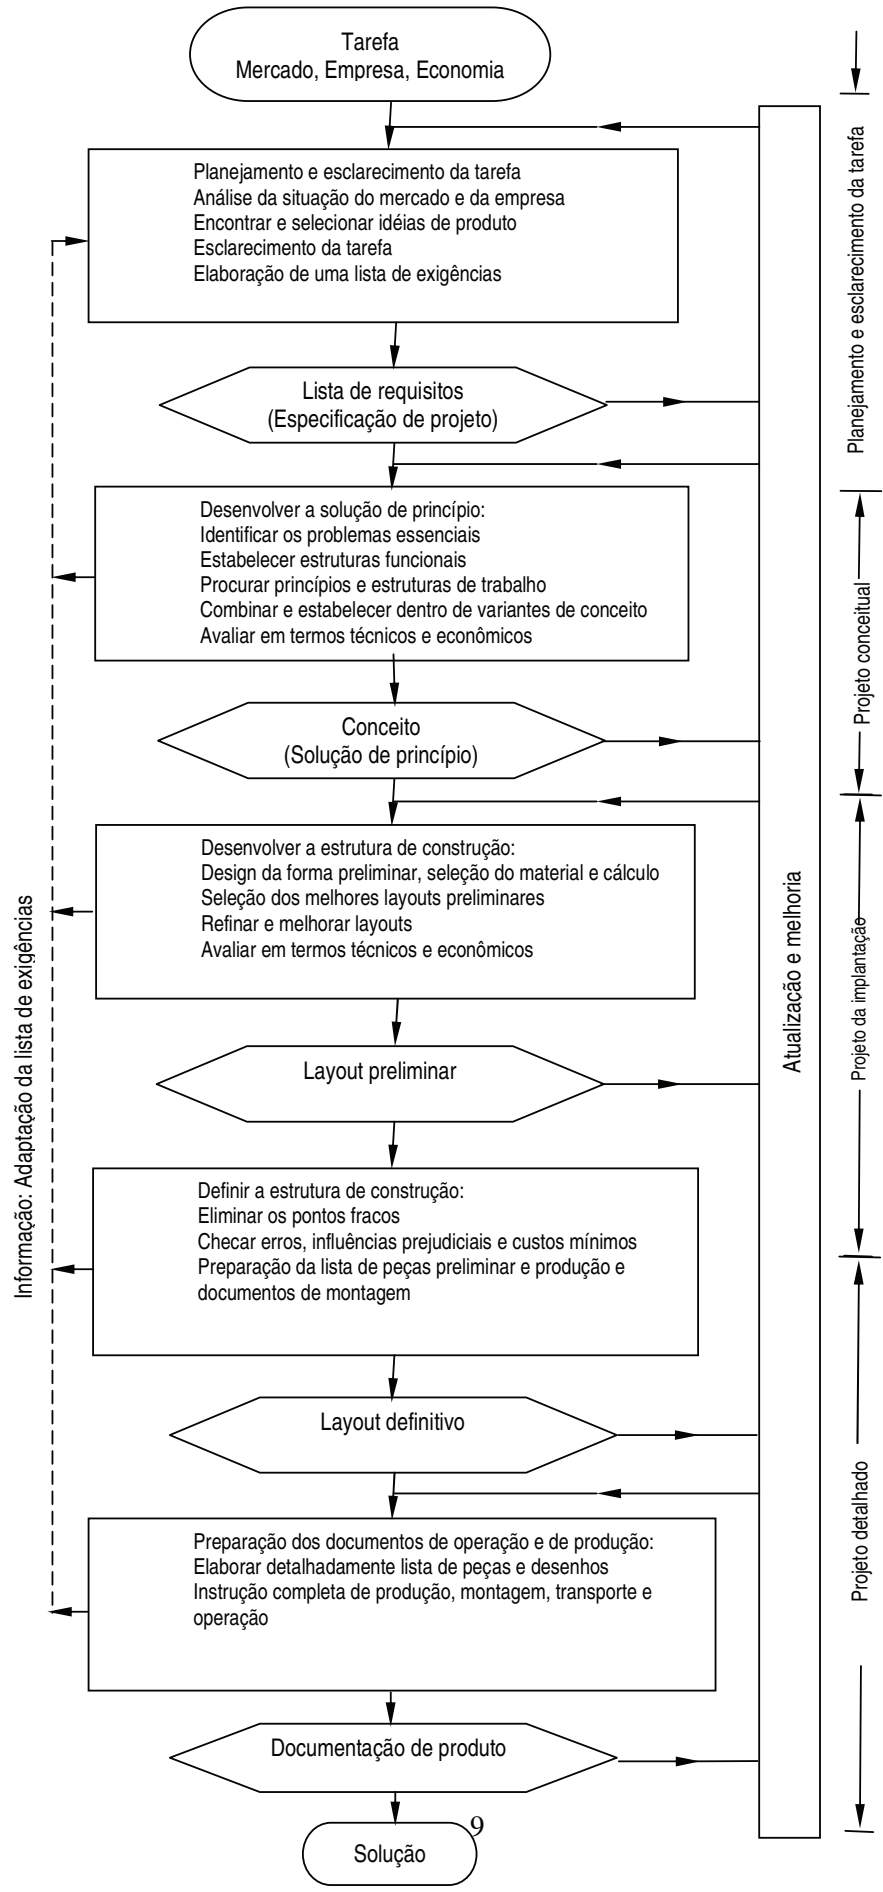 Tarefa
Mercado, Empresa, Economia
Planejamento e esclarecimento da tarefa
Análise da situação do mercado e da empresa
Encontrar e selecionar idéias de produto
Esclarecimento da tarefa
Elaboração de uma lista de exigências
Lista de requisitos
(Especificação de projeto)
Desenvolver a solução de princípio:
Identificar os problemas essenciais
Estabelecer estruturas funcionais
Procurar princípios e estruturas de trabalho
Combinar e estabelecer dentro de variantes de conceito
Avaliar em termos técnicos e econômicos
Conceito
(Solução de princípio)
Desenvolver a estrutura de construção:
Design da forma preliminar, seleção do material e cálculo
Seleção dos melhores layouts preliminares
Refinar e melhorar layouts
Avaliar em termos técnicos e econômicos
Layout preliminar
Definir a estrutura de construção:
Eliminar os pontos fracos
Checar erros, influências prejudiciais e custos mínimos
Preparação da lista de peças preliminar e produção e
documentos de montagem
Layout definitivo
Preparação dos documentos de operação e de produção:
Elaborar detalhadamente lista de peças e desenhos
Instrução completa de produção, montagem, transporte e
operação
Documentação de produto
9
Solução
Informação: Adaptação da lista de exigências
Atualização e melhoria
Planejamento e esclarecimento da tarefa
Projeto conceitual
Projeto da implantação
Projeto detalhado